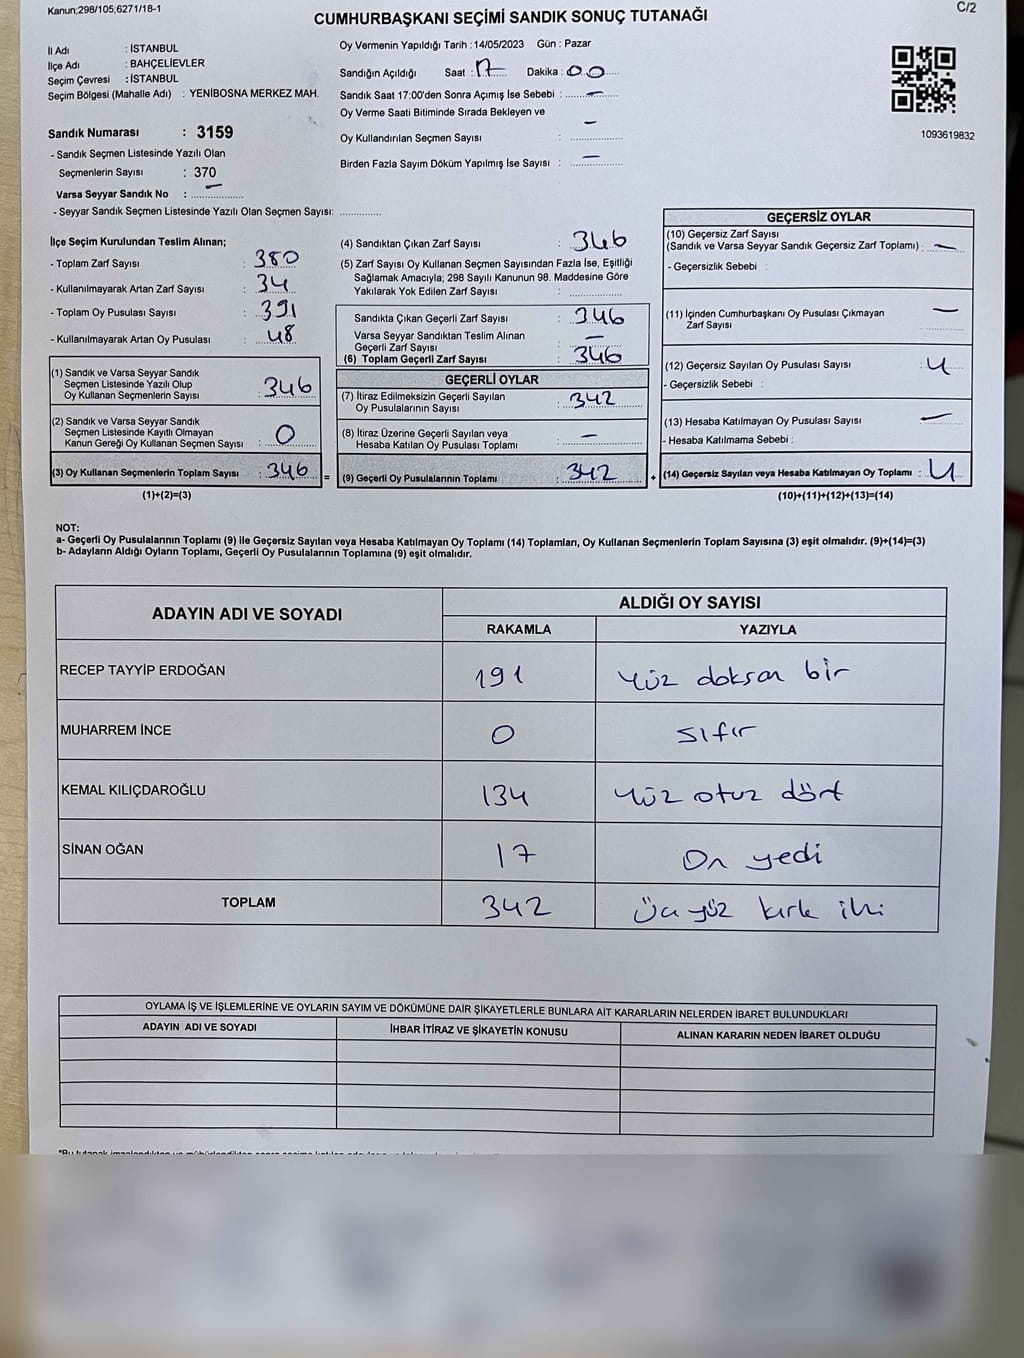 Kanun;298/105;6271/18-1
C/2
CUMHURBAŞKANI SEÇİMİ SANDIK SONUÇ TUTANAĞI
İl Adı : İSTANBUL
İlçe Adı : BAHÇELİEVLER
Seçim Çevresi : İSTANBUL
Seçim Bölgesi (Mahalle Adı) : YENİBOSNA MERKEZ MAH.
Sandık Numarası : 3159
- Sandık Seçmen Listesinde Yazılı Olan
Seçmenlerin Sayısı : 370
Varsa Seyyar Sandık No : —
- Seyyar Sandık Seçmen Listesinde Yazılı Olan Seçmen Sayısı: ..............
Oy Vermenin Yapıldığı Tarih : 14/05/2023 Gün : Pazar
Sandığın Açıldığı Saat : 17 Dakika : 00
Sandık Saat 17:00'den Sonra Açımış İse Sebebi : —
Oy Verme Saati Bitiminde Sırada Bekleyen ve
Oy Kullandırılan Seçmen Sayısı : —
Birden Fazla Sayım Döküm Yapılmış İse Sayısı : —
1093619832
İlçe Seçim Kurulundan Teslim Alınan;
- Toplam Zarf Sayısı : 380
- Kullanılmayarak Artan Zarf Sayısı : 34
- Toplam Oy Pusulası Sayısı : 391
- Kullanılmayarak Artan Oy Pusulası : 48
(1) Sandık ve Varsa Seyyar Sandık
Seçmen Listesinde Yazılı Olup
Oy Kullanan Seçmenlerin Sayısı : 346
(2) Sandık ve Varsa Seyyar Sandık
Seçmen Listesinde Kayıtlı Olmayan
Kanun Gereği Oy Kullanan Seçmen Sayısı : 0
(3) Oy Kullanan Seçmenlerin Toplam Sayısı : 346
(1)+(2)=(3)
=
(4) Sandıktan Çıkan Zarf Sayısı : 346
(5) Zarf Sayısı Oy Kullanan Seçmen Sayısından Fazla İse, Eşitliği
Sağlamak Amacıyla; 298 Sayılı Kanunun 98. Maddesine Göre
Yakılarak Yok Edilen Zarf Sayısı : ..............
Sandıkta Çıkan Geçerli Zarf Sayısı : 346
Varsa Seyyar Sandıktan Teslim Alınan
Geçerli Zarf Sayısı : —
(6) Toplam Geçerli Zarf Sayısı : 346
GEÇERLİ OYLAR
(7) İtiraz Edilmeksizin Geçerli Sayılan
Oy Pusulalarının Sayısı : 342
(8) İtiraz Üzerine Geçerli Sayılan veya
Hesaba Katılan Oy Pusulası Toplamı : —
(9) Geçerli Oy Pusulalarının Toplamı : 342
+
GEÇERSİZ OYLAR
(10) Geçersiz Zarf Sayısı
(Sandık ve Varsa Seyyar Sandık Geçersiz Zarf Toplamı) : —
- Geçersizlik Sebebi :
(11) İçinden Cumhurbaşkanı Oy Pusulası Çıkmayan
Zarf Sayısı —
(12) Geçersiz Sayılan Oy Pusulası Sayısı : 4
- Geçersizlik Sebebi :
(13) Hesaba Katılmayan Oy Pusulası Sayısı : —
- Hesaba Katılmama Sebebi :
(14) Geçersiz Sayılan veya Hesaba Katılmayan Oy Toplamı : 4
(10)+(11)+(12)+(13)=(14)
NOT:
a- Geçerli Oy Pusulalarının Toplamı (9) ile Geçersiz Sayılan veya Hesaba Katılmayan Oy Toplamı (14) Toplamları, Oy Kullanan Seçmenlerin Toplam Sayısına (3) eşit olmalıdır. (9)+(14)=(3)
b- Adayların Aldığı Oyların Toplamı, Geçerli Oy Pusulalarının Toplamına (9) eşit olmalıdır.
ADAYIN ADI VE SOYADI
ALDIĞI OY SAYISI
RAKAMLA YAZIYLA
RECEP TAYYİP ERDOĞAN 191 Yüz doksan bir
MUHARREM İNCE 0 sıfır
KEMAL KILIÇDAROĞLU 134 Yüz otuz dört
SİNAN OĞAN 17 On yedi
TOPLAM 342 Üç yüz kırk iki
OYLAMA İŞ VE İŞLEMLERİNE VE OYLARIN SAYIM VE DÖKÜMÜNE DAİR ŞİKAYETLERLE BUNLARA AİT KARARLARIN NELERDEN İBARET BULUNDUKLARI
ADAYIN ADI VE SOYADI İHBAR İTİRAZ VE ŞİKAYETİN KONUSU ALINAN KARARIN NEDEN İBARET OLDUĞU